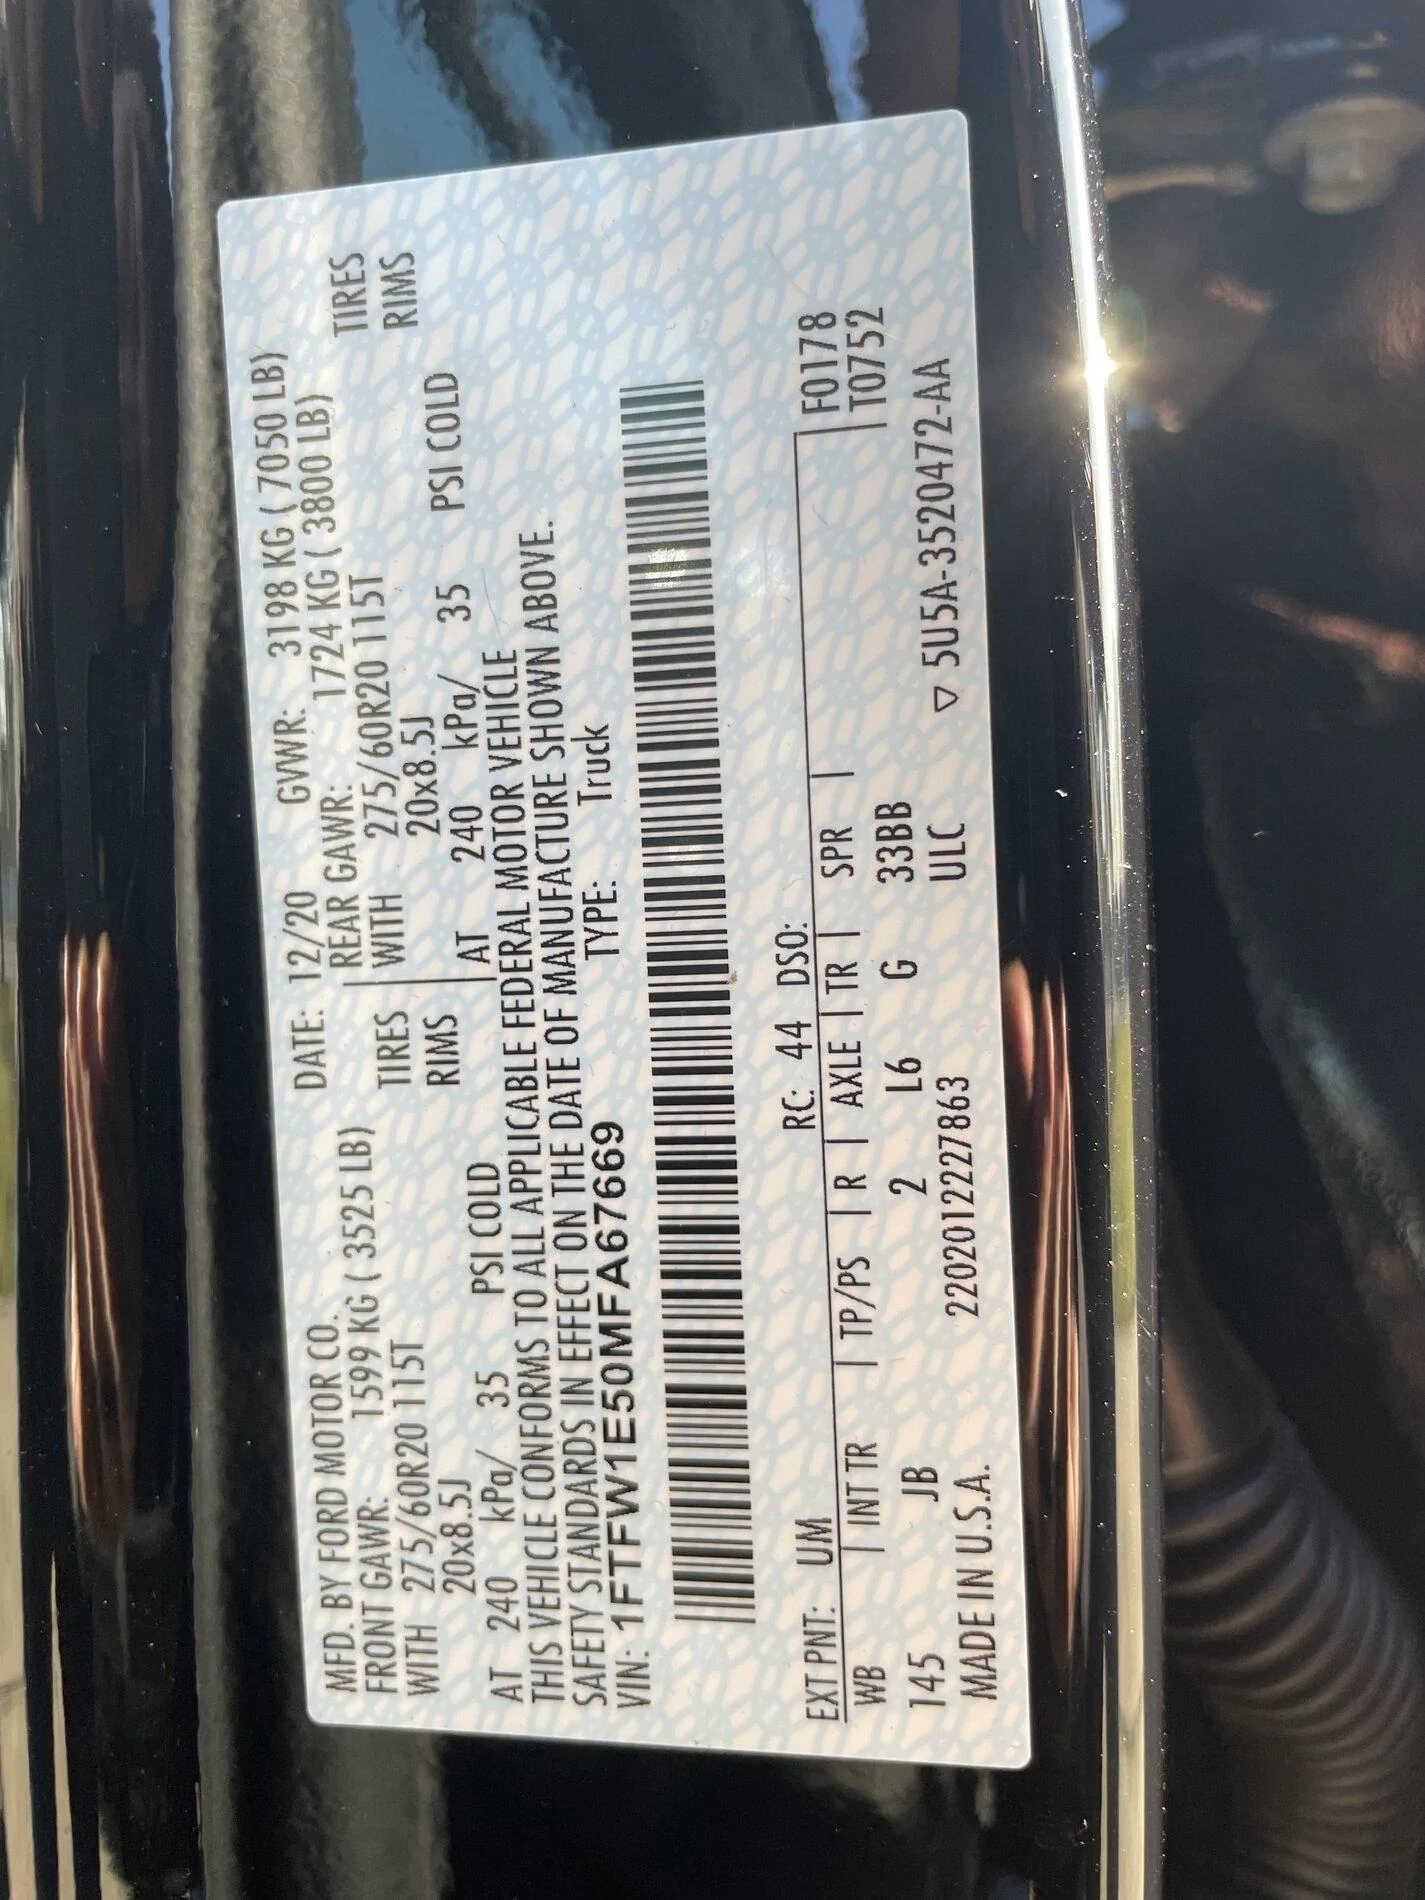 MFD. BY FORD MOTOR CO. DATE: 12/20 GVWR: 3198 KG ( 7050 LB)
FRONT GAWR: 1599 KG ( 3525 LB) REAR GAWR: 1724 KG ( 3800 LB)
WITH 275/60R20 115T TIRES WITH 275/60R20 115T TIRES
20x8.5J RIMS 20x8.5J RIMS
AT 240 kPa/ 35 PSI COLD AT 240 kPa/ 35 PSI COLD
THIS VEHICLE CONFORMS TO ALL APPLICABLE FEDERAL MOTOR VEHICLE
SAFETY STANDARDS IN EFFECT ON THE DATE OF MANUFACTURE SHOWN ABOVE.
VIN: 1FTFW1E50MFA67669 TYPE: Truck
EXT PNT: UM RC: 44 DSO: F0178
WB INT TR TP/PS R AXLE TR SPR T0752
145 JB 2 L6 G 33BB
MADE IN U.S.A. 220201227863 ULC ▽ 5U5A-3520472-AA